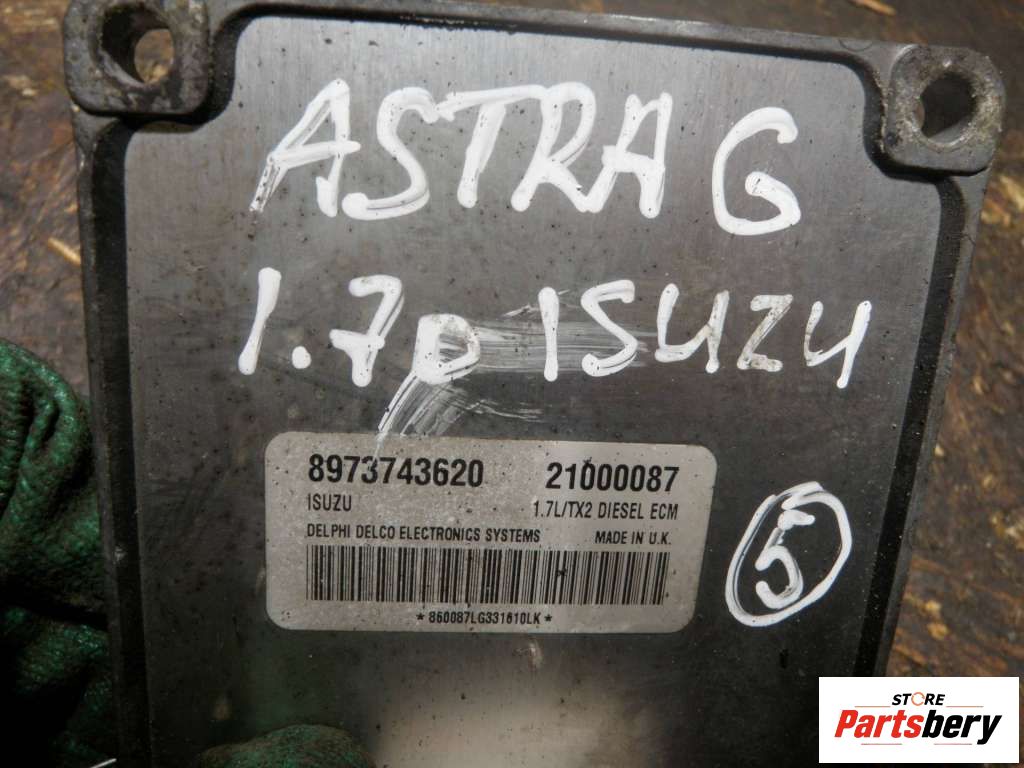 ASTRA G
1.7D ISUZU
8973743620 21000087
ISUZU 1.7L/TX2 DIESEL ECM
DELPHI DELCO ELECTRONICS SYSTEMS MADE IN U.K.
*860087LG331610LK*
5
STORE
Partsbery